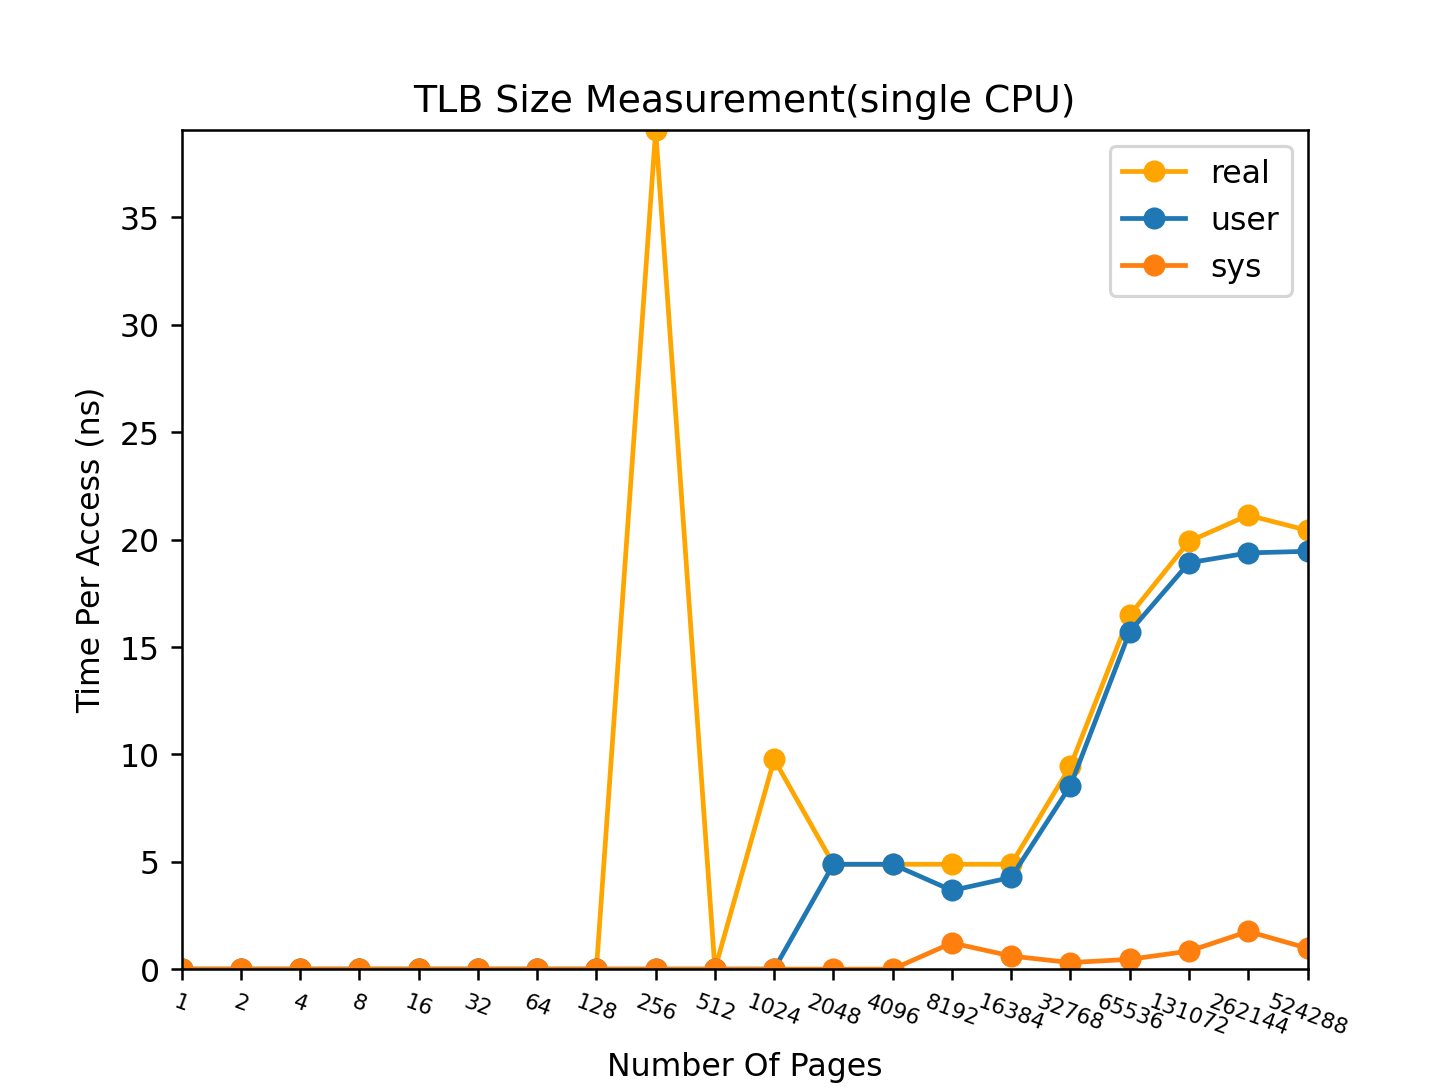 TLB Size Measurement(single CPU)
real
user
sys
Time Per Access (ns)
35
30
25
20
15
10
5
0
1 2 4 8 16 32 64 128 256 512 1024 2048 4096 8192 16384 32768 65536 131072 262144 524288
Number Of Pages